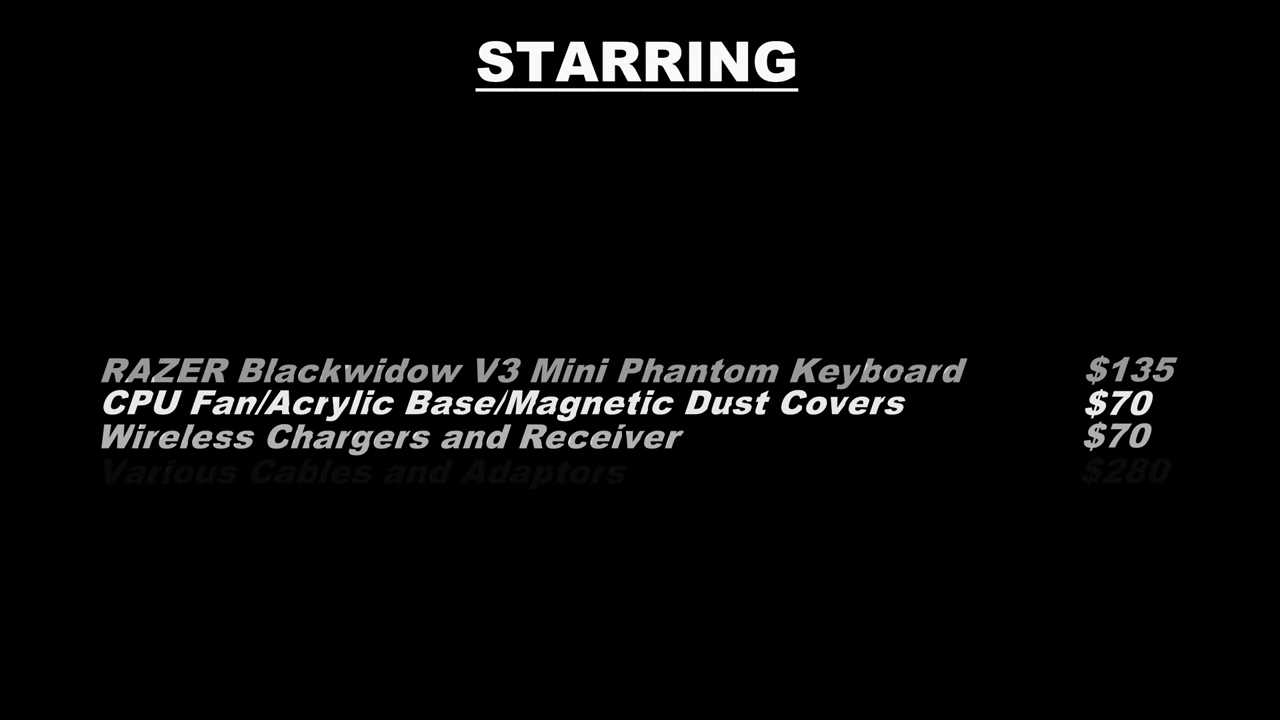 STARRING
RAZER Blackwidow V3 Mini Phantom Keyboard $135
CPU Fan/Acrylic Base/Magnetic Dust Covers $70
Wireless Chargers and Receiver $70
Various Cables and Adaptors $280